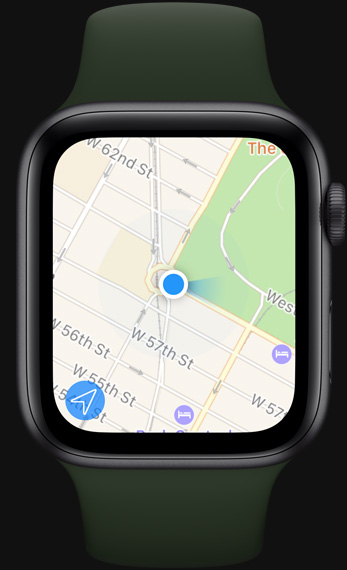 W 62nd St
The
West
W 56th St
W 57th St
W 55th St
W 57